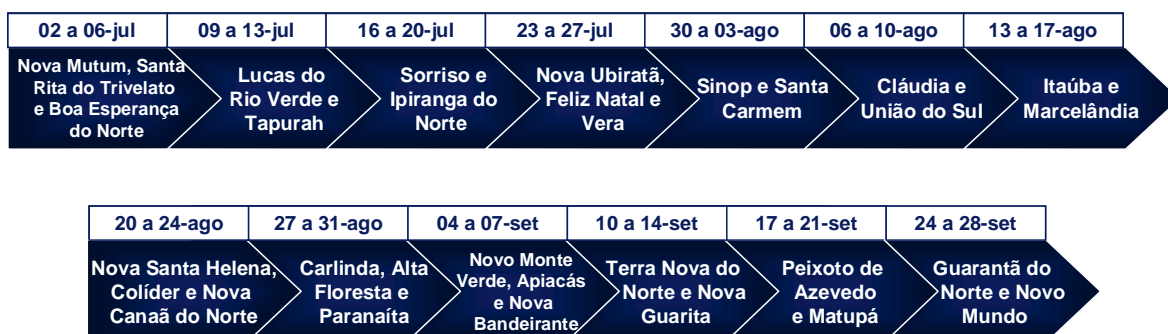 02 a 06-jul
09 a 13-jul
16 a 20-jul
23 a 27-jul
30 a 03-ago
06 a 10-ago
13 a 17-ago
Nova Mutum, Santa
Rita do Trivelato
e Boa Esperança
do Norte
Lucas do
Rio Verde e
Tapurah
Sorriso e
Ipiranga do
Norte
Nova Ubiratã,
Feliz Natal e
Vera
Sinop e Santa
Carmem
Cláudia e
União do Sul
Itaúba e
Marcelândia
20 a 24-ago
27 a 31-ago
04 a 07-set
10 a 14-set
17 a 21-set
24 a 28-set
Nova Santa Helena,
Colíder e Nova
Canaã do Norte
Carlinda, Alta
Floresta e
Paranaíta
Novo Monte
Verde, Apiacás
e Nova
Bandeirante
Terra Nova do
Norte e Nova
Guarita
Peixoto de
Azevedo
e Matupá
Guarantã do
Norte e Novo
Mundo